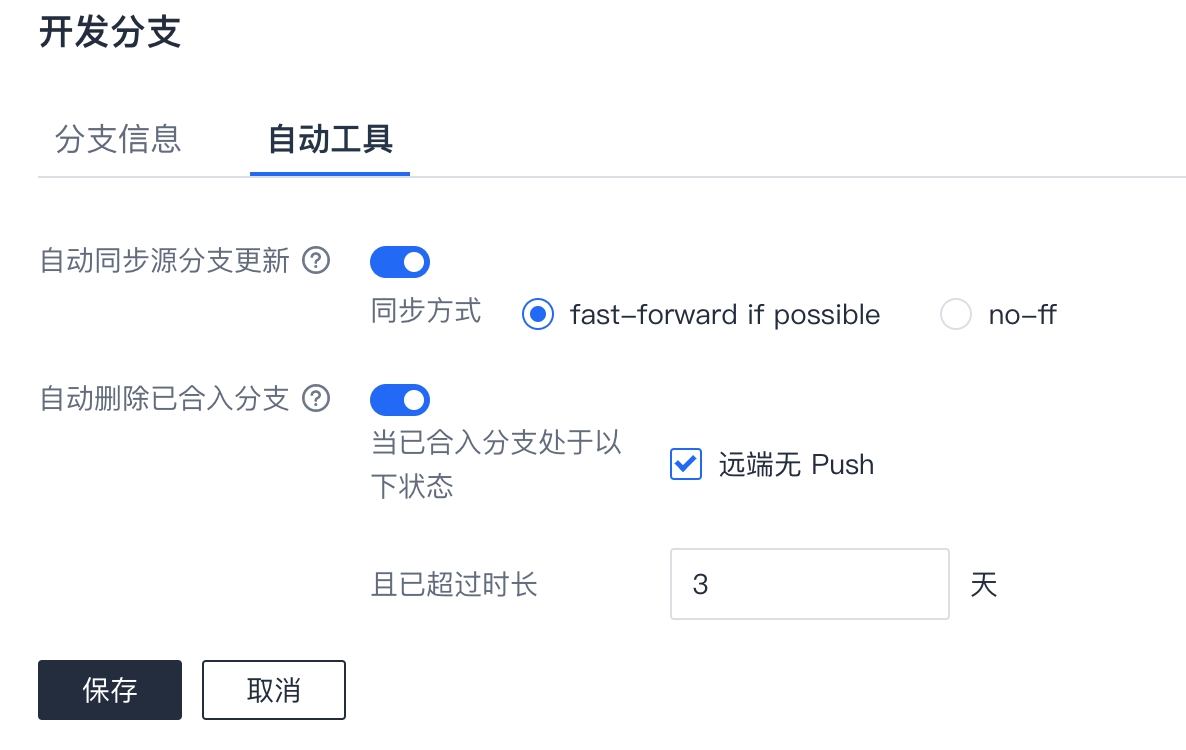 开发分支
分支信息 自动工具
自动同步源分支更新 ?
同步方式 fast-forward if possible no-ff
自动删除已合入分支 ?
当已合入分支处于以
下状态
远端无 Push
且已超过时长 3 天
保存 取消